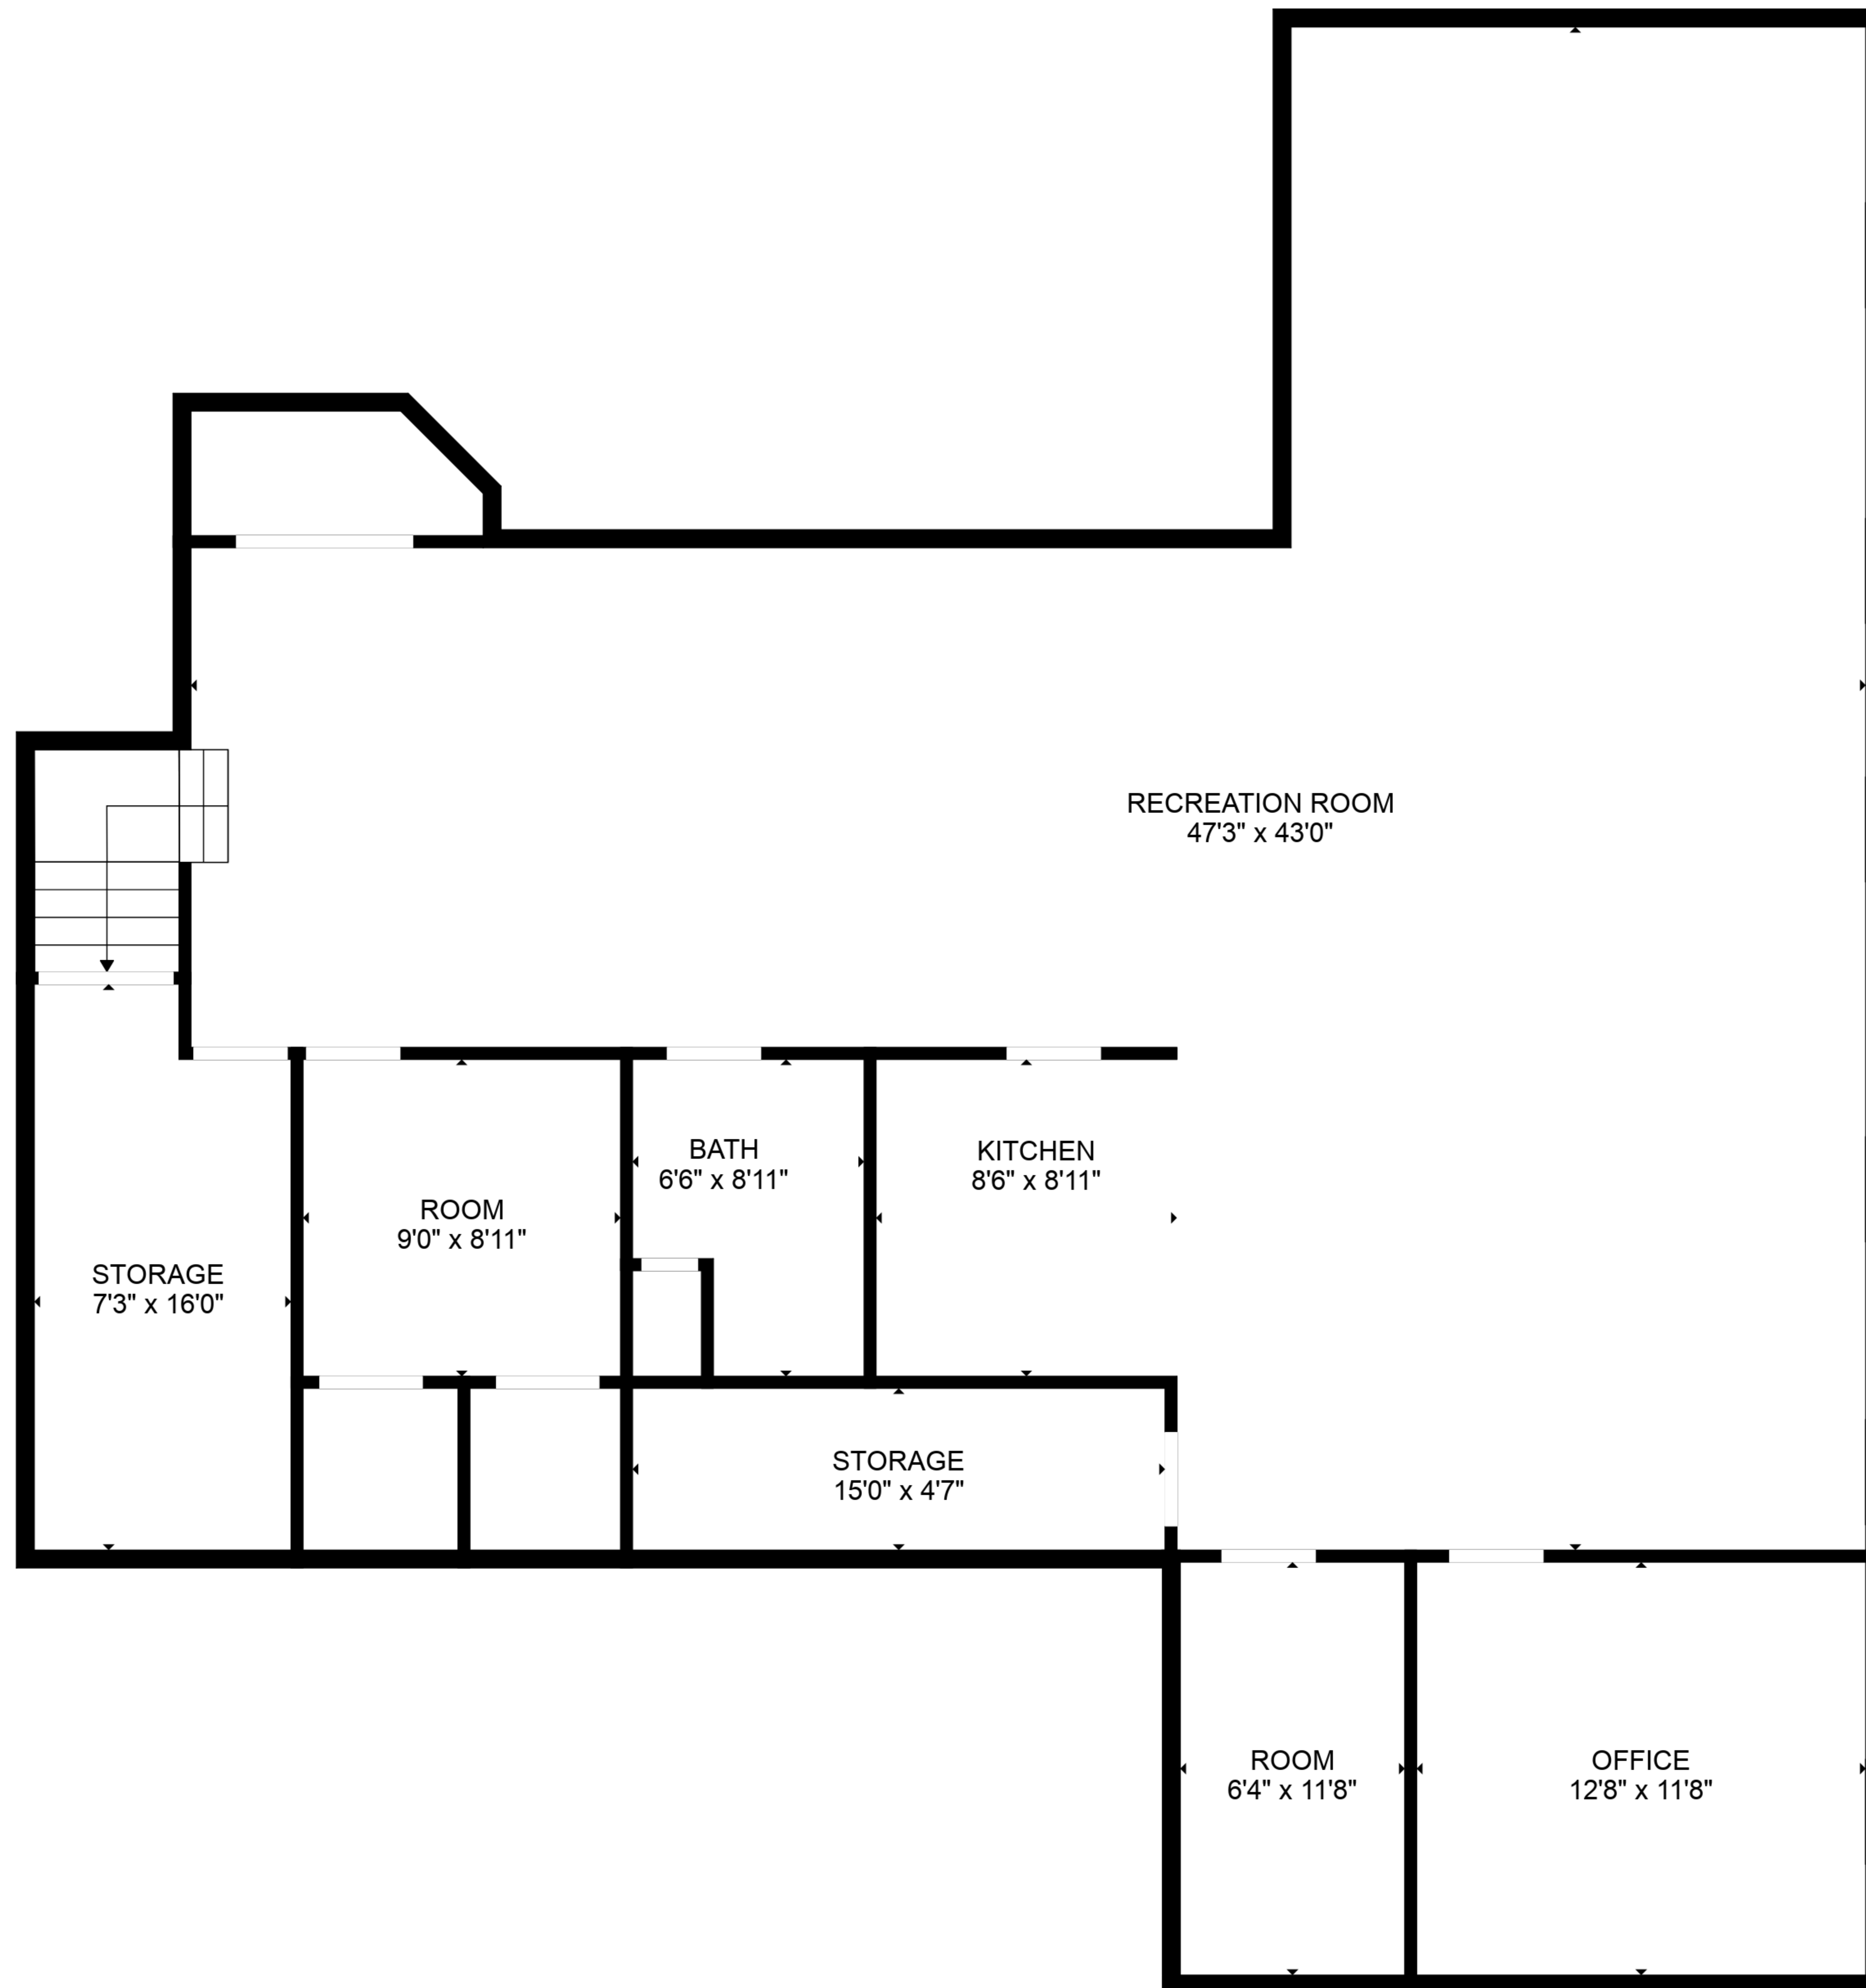 RECREATION ROOM
47'3" x 43'0"
BATH
6'6" x 8'11"
KITCHEN
8'6" x 8'11"
ROOM
9'0" x 8'11"
STORAGE
7'3" x 16'0"
STORAGE
15'0" x 4'7"
ROOM
6'4" x 11'8"
OFFICE
12'8" x 11'8"